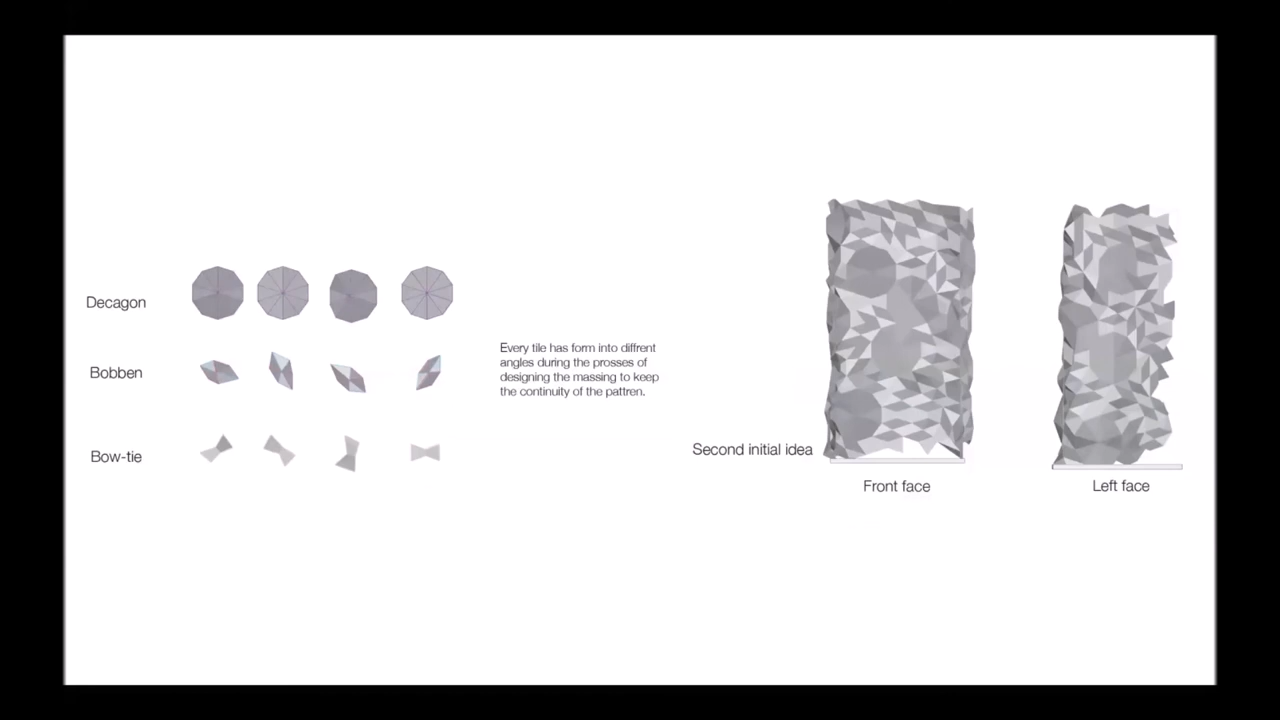 Decagon
Bobben
Bow-tie
Every tile has form into diffrent
angles during the prosses of
designing the massing to keep
the continuity of the pattren.
Second initial idea
Front face
Left face